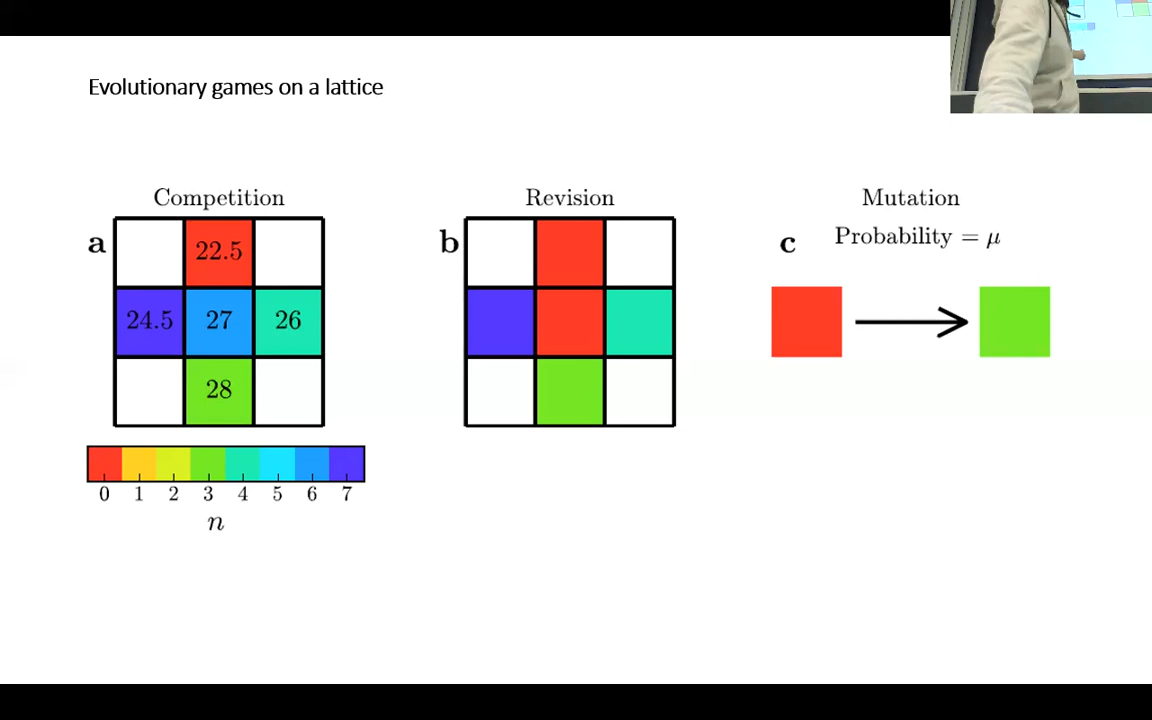 Evolutionary games on a lattice
Competition
a
22.5
24.5 27 26
28
0 1 2 3 4 5 6 7
n
Revision
b
Mutation
c Probability = μ